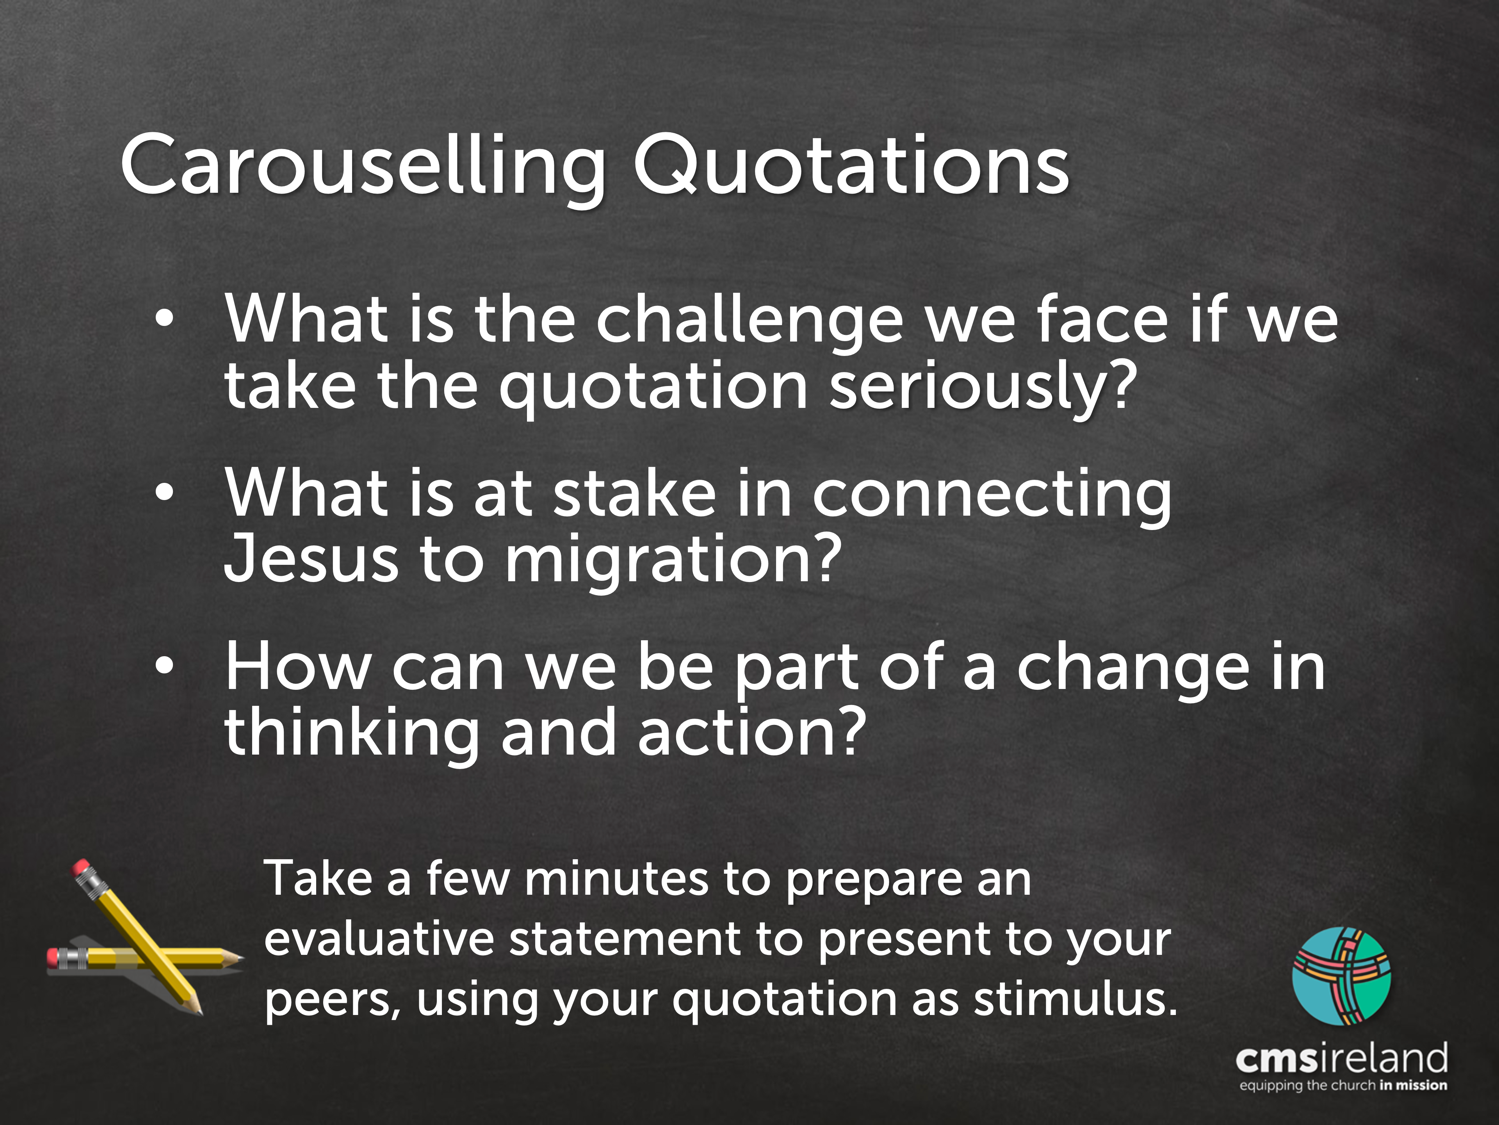 Carouselling Quotations
• What is the challenge we face if we
take the quotation seriously?
• What is at stake in connecting
Jesus to migration?
• How can we be part of a change in
thinking and action?
Take a few minutes to prepare an
evaluative statement to present to your
peers, using your quotation as stimulus.
cmsireland
equipping the church in mission